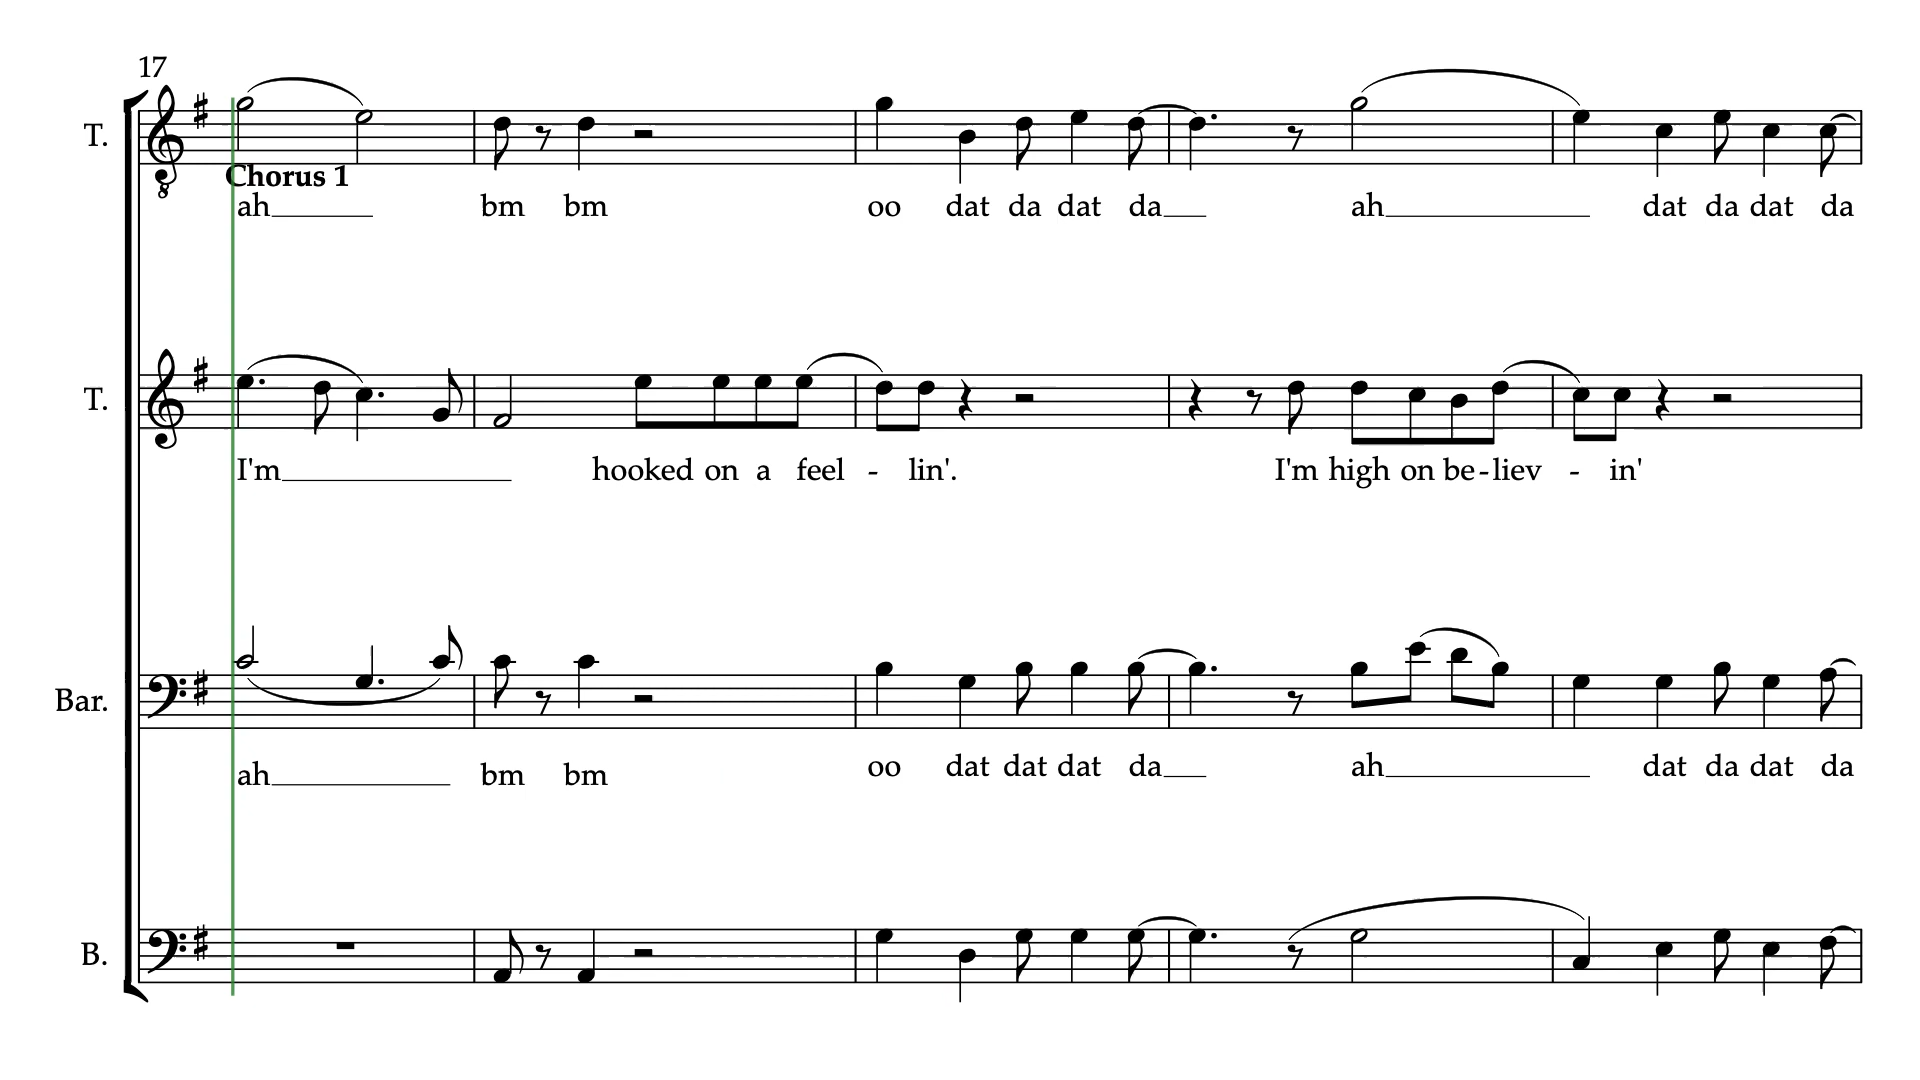 17
T.
Chorus 1
ah bm bm oo dat da dat da ah dat da dat da
T.
I'm hooked on a feel - lin'. I'm high on be - liev - in'
Bar.
ah bm bm oo dat dat dat da ah dat da dat da
B.